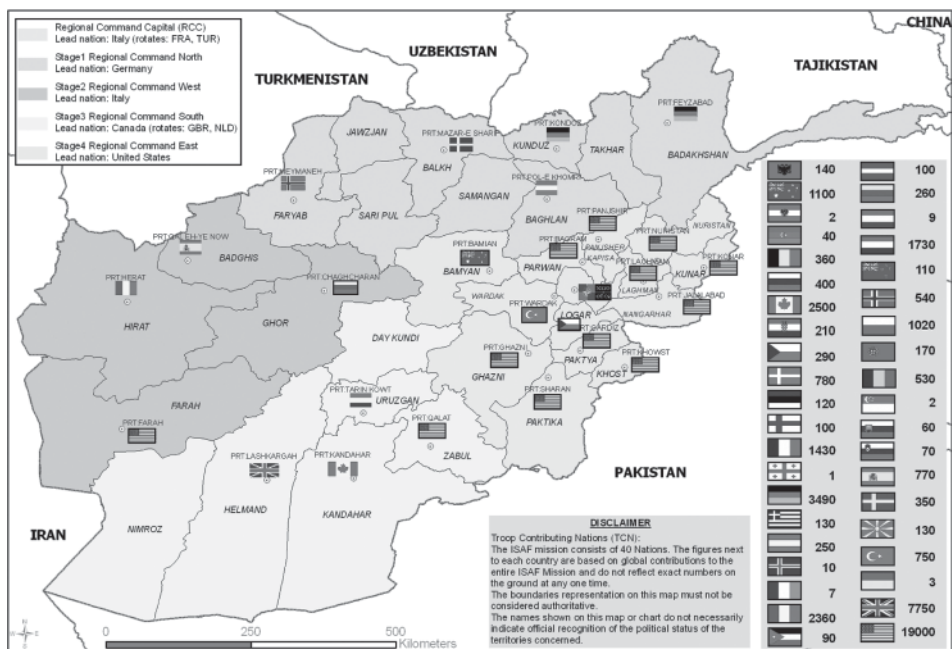 CHINA
UZBEKISTAN
TURKMENISTAN
TAJIKISTAN
Regional Command Capital (RCC)
Lead nation: Italy (rotates: FRA, TUR)
Stage1 Regional Command North
Lead nation: Germany
Stage2 Regional Command West
Lead nation: Italy
Stage3 Regional Command South
Lead nation: Canada (rotates: GBR, NLD)
Stage4 Regional Command East
Lead nation: United States
PRT:FEYZABAD
JAWZJAN
PRT:MAZAR-E SHARIF
PRT:KONDOZ
KUNDUZ
TAKHAR
BADAKHSHAN
BALKH
PRT:MEYMANEH
PRT:POL-E KHOMRI
SAMANGAN
FARYAB
SARI PUL
BAGHLAN
PRT:PANJSHIR
NURISTAN
PRT:NURISTAN
PRT:QALEH-YE NOW
PRT:BAMIAN
PRT:BAGRAM
KAPISA
BADGHIS
PRT:KONAR
PRT:HERAT
PRT:CHAGHCHARAN
BAMYAN
PARWAN
PRT:LAGHMAN
KUNAR
LAGHMAN
WARDAK
PRT:JALALABAD
PRT:WARDAK
NANGARHAR
HIRAT
GHOR
LOGAR
DAY KUNDI
PRT:GARDIZ
PRT:GHAZNI
PAKTYA
PRT:KHOWST
GHAZNI
KHOST
PRT:TARIN KOWT
PRT:SHARAN
FARAH
URUZGAN
PRT:FARAH
PRT:QALAT
PAKTIKA
PRT:LASHKARGAH
PRT:KANDAHAR
ZABUL
PAKISTAN
HELMAND
KANDAHAR
NIMROZ
IRAN
DISCLAIMER
Troop Contributing Nations (TCN):
The ISAF mission consists of 40 Nations. The figures next
to each country are based on global contributions to the
entire ISAF Mission and do not reflect exact numbers on
the ground at any one time.
The boundaries representation on this map must not be
considered authoritative.
The names shown on this map or chart do not necessarily
indicate official recognition of the political status of the
territories concerned.
0
250
500
Kilometers
140
1100
2
40
360
400
2500
210
290
780
120
100
1430
1
3490
130
250
10
7
2360
90
100
260
9
1730
110
540
1020
170
530
2
60
70
770
350
130
750
3
7750
19000